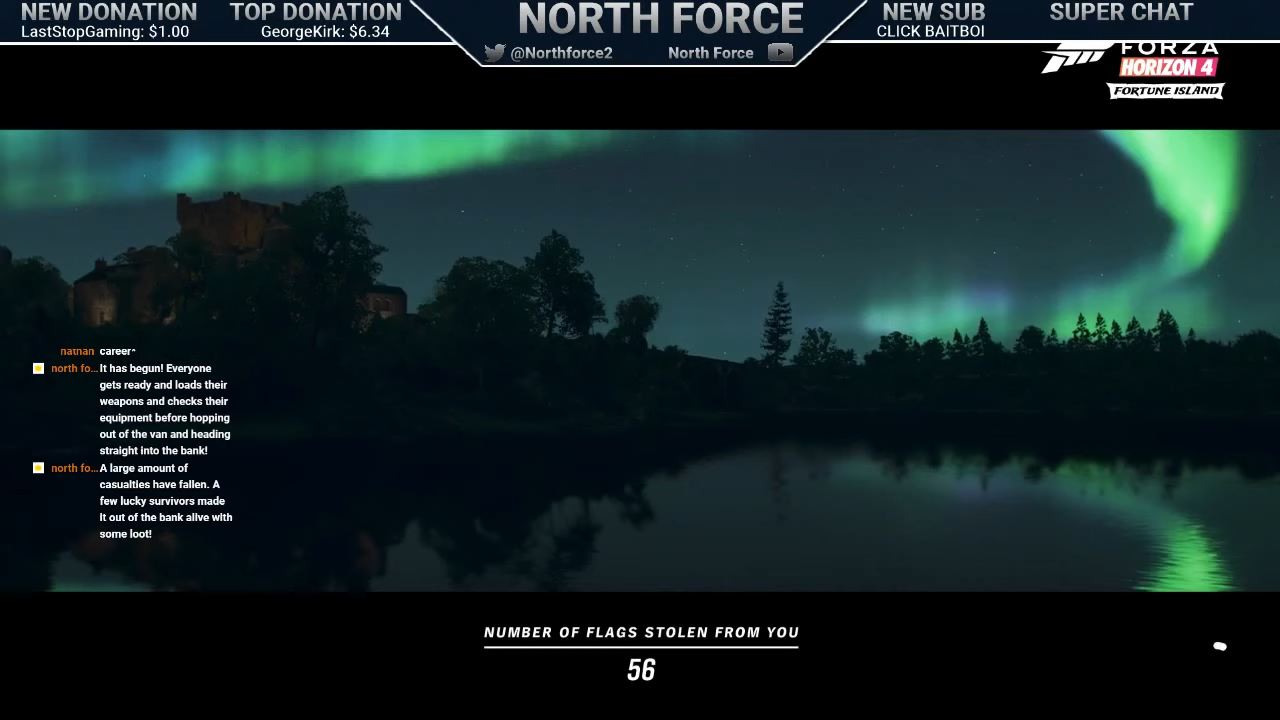 NEW DONATION
LastStopGaming: $1.00
TOP DONATION
GeorgeKirk: $6.34
NORTH FORCE
@Northforce2
North Force
NEW SUB
CLICK BAITBOI
SUPER CHAT
FORZA
HORIZON 4
FORTUNE ISLAND
nathan career^
north fo... It has begun! Everyone
gets ready and loads their
weapons and checks their
equipment before hopping
out of the van and heading
straight into the bank!
north fo... A large amount of
casualties have fallen. A
few lucky survivors made
it out of the bank alive with
some loot!
NUMBER OF FLAGS STOLEN FROM YOU
56